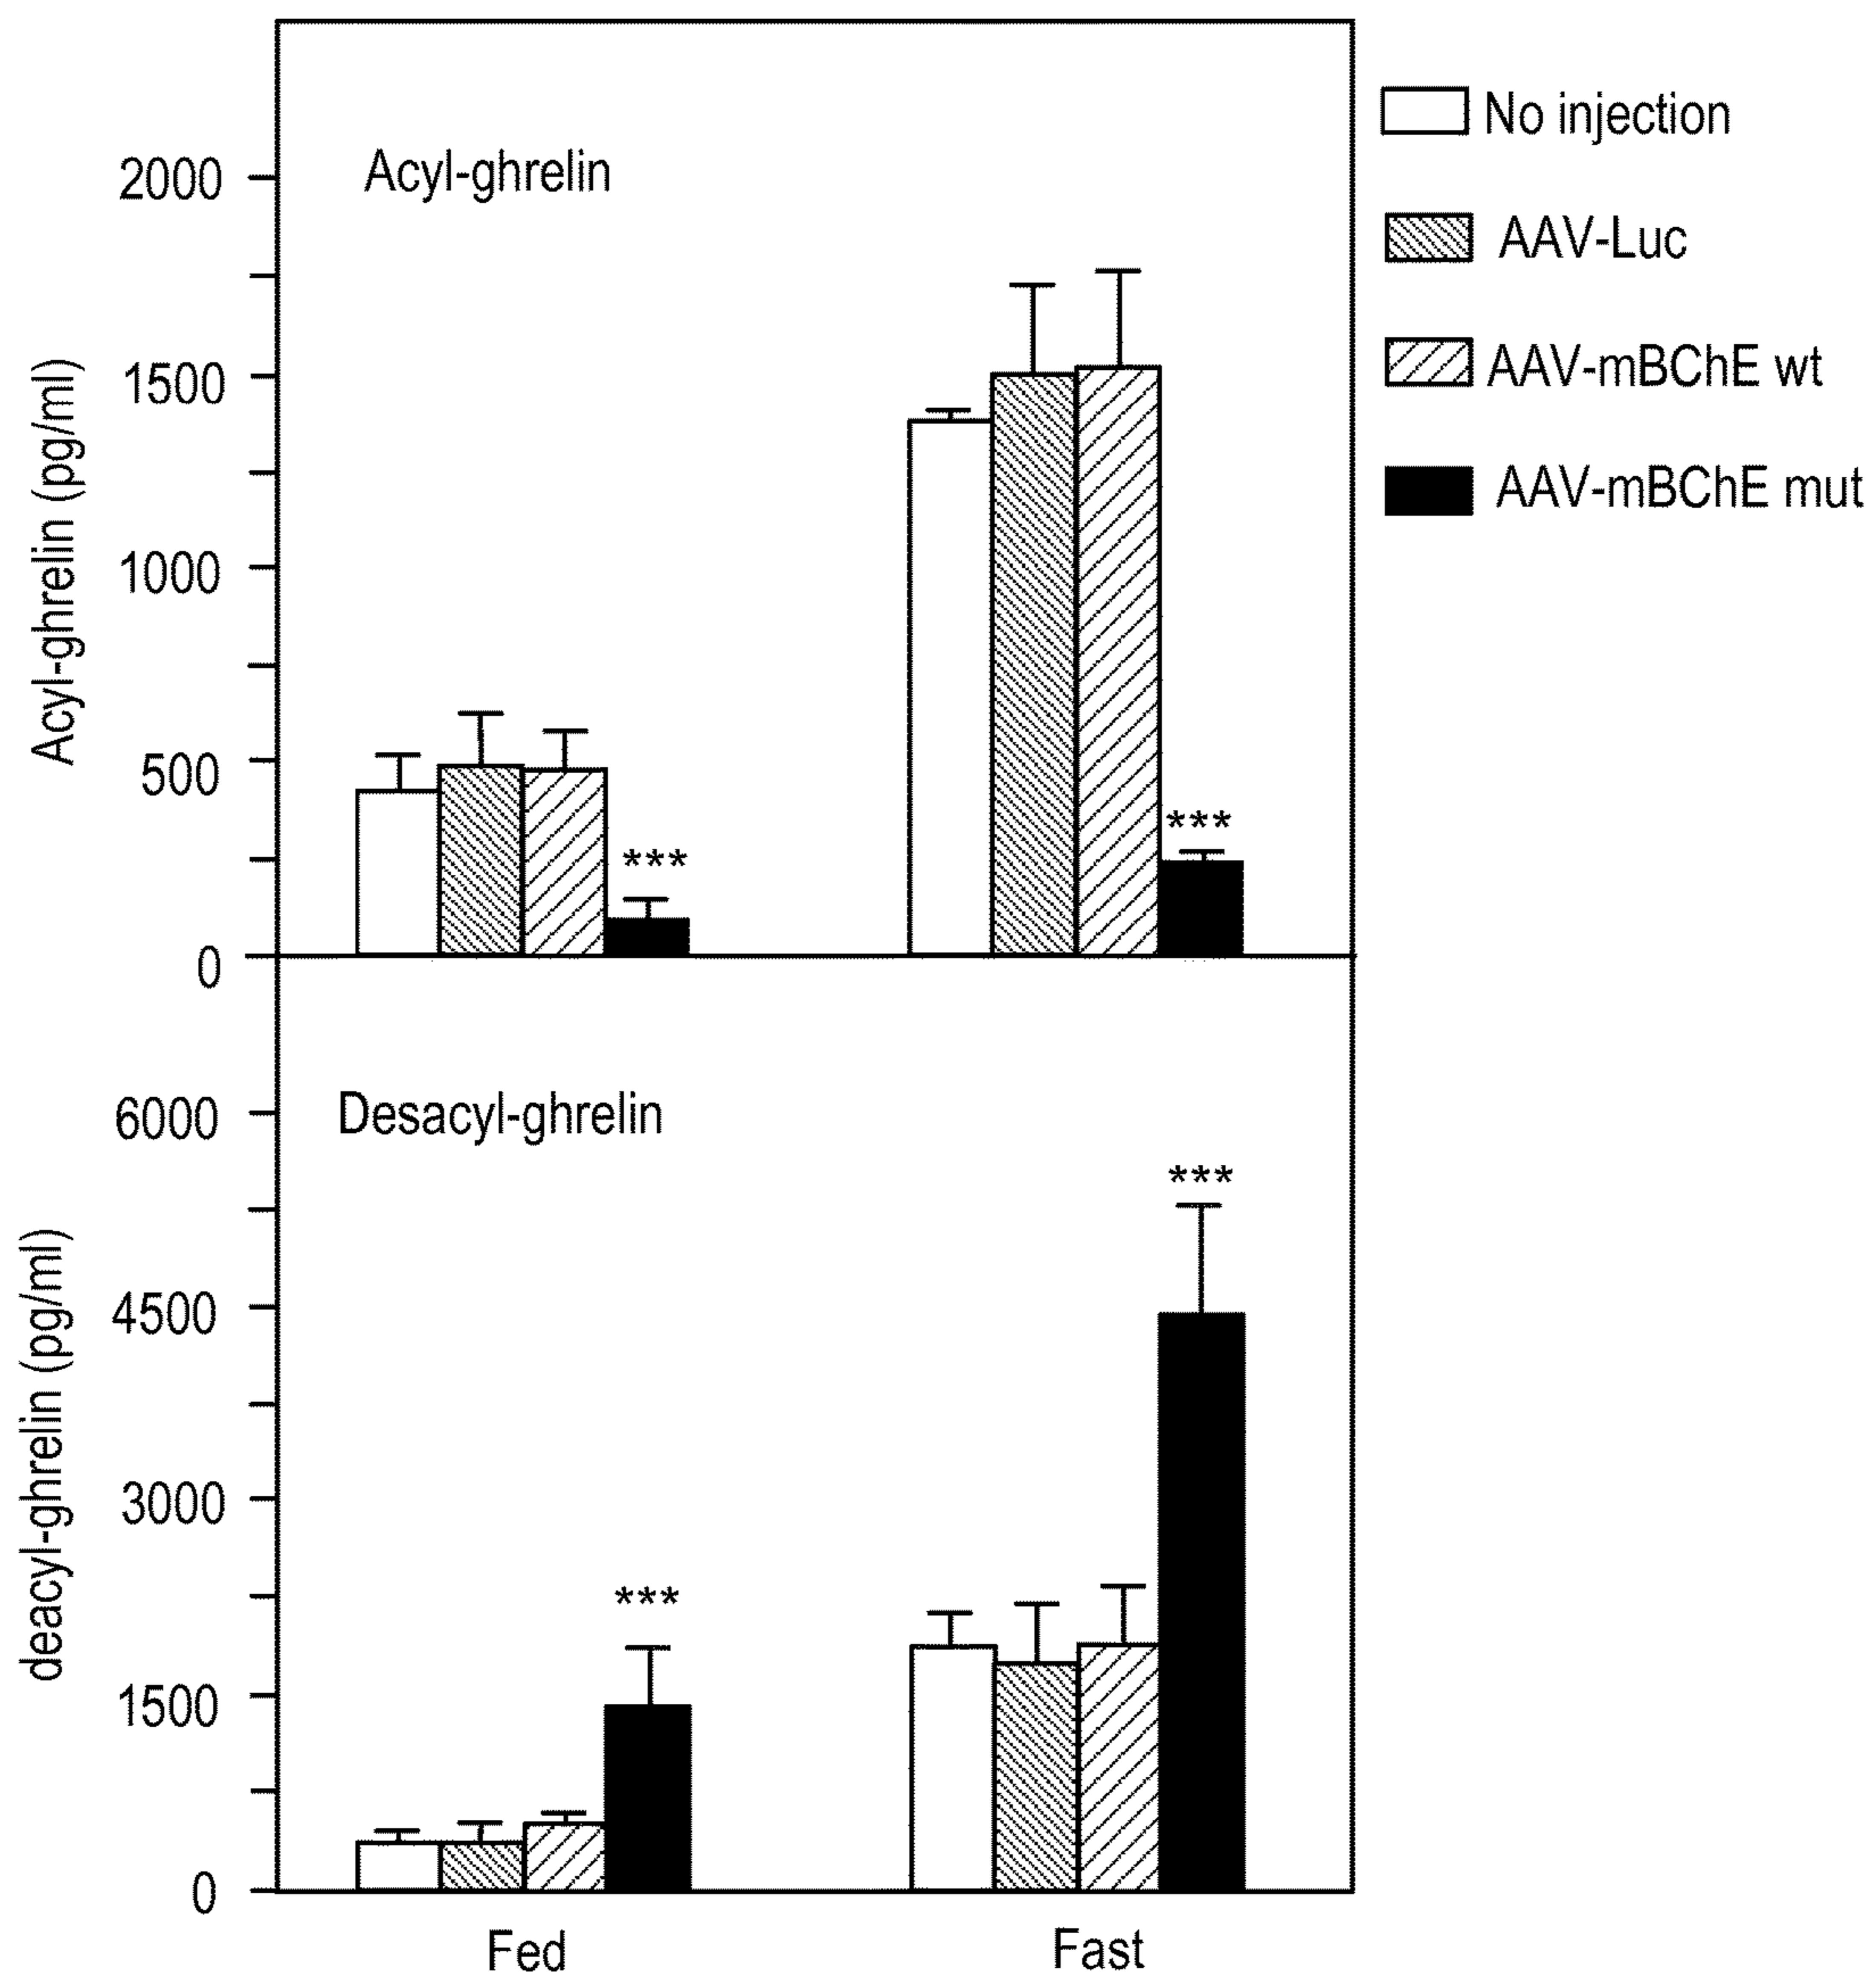 Acyl-ghrelin (pg/ml)
2000
1500
1000
500
0
Acyl-ghrelin
***
***
No injection
AAV-Luc
AAV-mBChE wt
AAV-mBChE mut
deacyl-ghrelin (pg/ml)
6000
4500
3000
1500
0
Desacyl-ghrelin
***
***
Fed
Fast